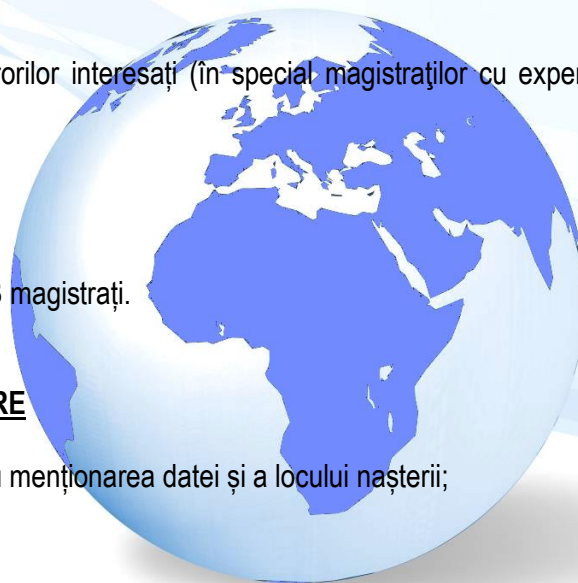 orilor interesați (în special magistraţilor cu exper
magistrați.
RE
menționarea datei și a locului nașterii;